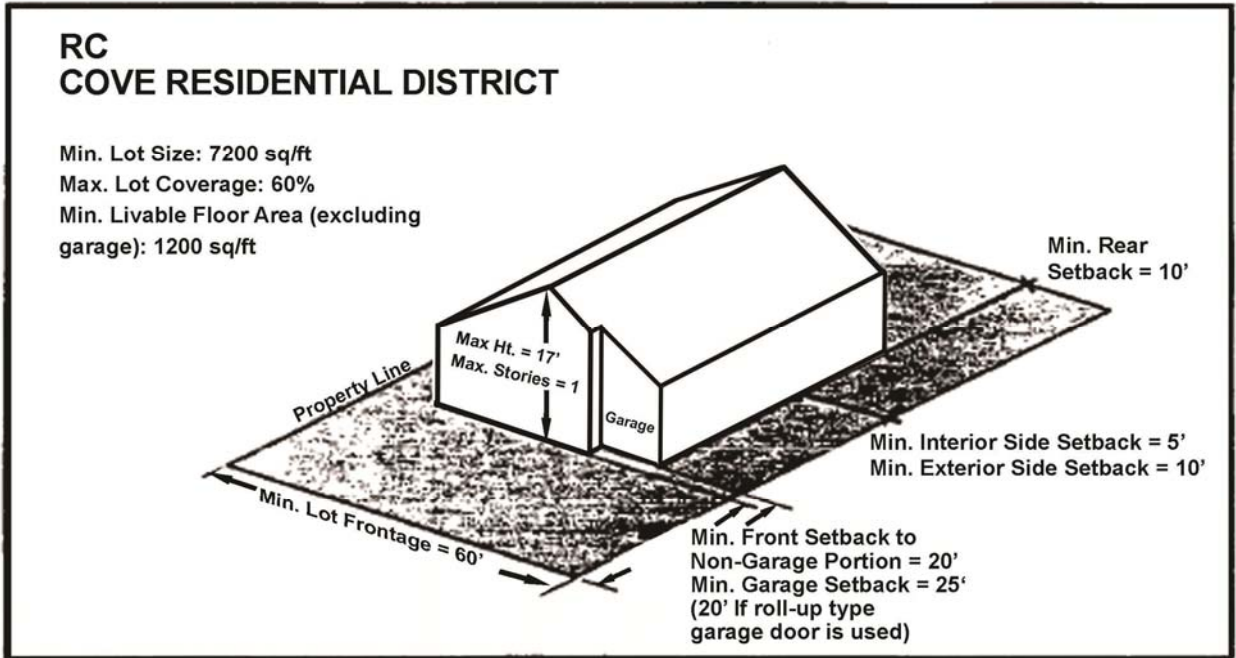 RC
COVE RESIDENTIAL DISTRICT
Min. Lot Size: 7200 sq/ft
Max. Lot Coverage: 60%
Min. Livable Floor Area (excluding
garage): 1200 sq/ft
Min. Rear
Setback = 10’
Max Ht. = 17'
Max. Stories = 1
Property Line
Garage
Min. Interior Side Setback = 5’
Min. Exterior Side Setback = 10’
Min. Lot Frontage = 60’
Min. Front Setback to
Non-Garage Portion = 20’
Min. Garage Setback = 25‘
(20’ If roll-up type
garage door is used)